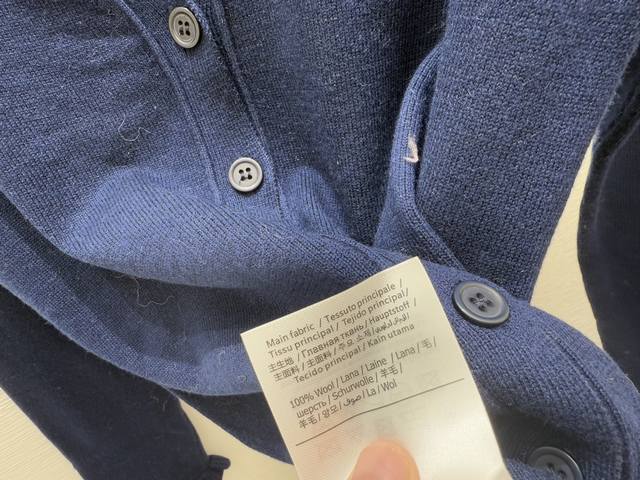 Main fabric / Tessuto principale /
Tissu principal / Tejido principal /
主生地 / Главная ткань / Hauptstoff /
主面料 / 主要面料 / 주요 소재 /
Tecido principal / Kain utama
100% Wool / Lana / Laine / Lana / 毛 /
шерсть / Schurwolle / 羊毛 /
羊毛 / 양모 / صوف / La / Wol